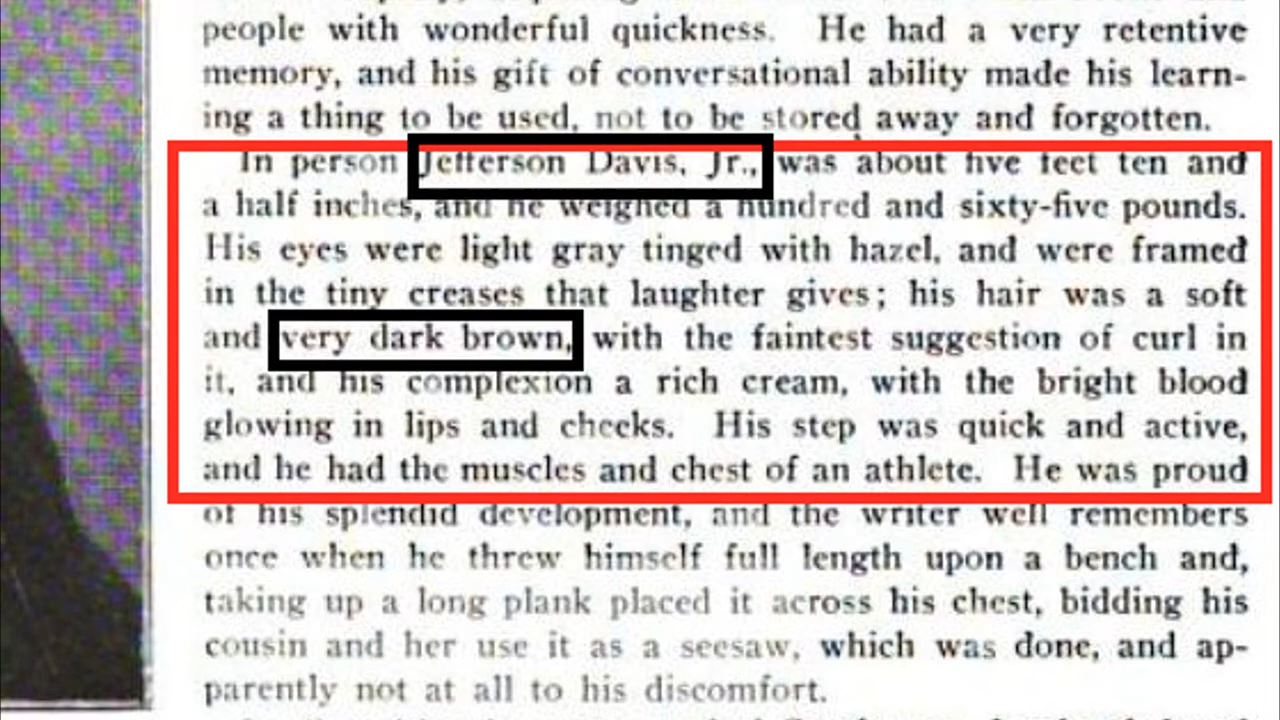 people with wonderful quickness. He had a very retentive
memory, and his gift of conversational ability made his learn-
ing a thing to be used, not to be stored away and forgotten.
In person Jefferson Davis, Jr., was about five feet ten and
a half inches, and he weighed a hundred and sixty-five pounds.
His eyes were light gray tinged with hazel, and were framed
in the tiny creases that laughter gives; his hair was a soft
and very dark brown, with the faintest suggestion of curl in
it, and his complexion a rich cream, with the bright blood
glowing in lips and cheeks. His step was quick and active,
and he had the muscles and chest of an athlete. He was proud
of his splendid development, and the writer well remembers
once when he threw himself full length upon a bench and,
taking up a long plank placed it across his chest, bidding his
cousin and her use it as a seesaw, which was done, and ap-
parently not at all to his discomfort.